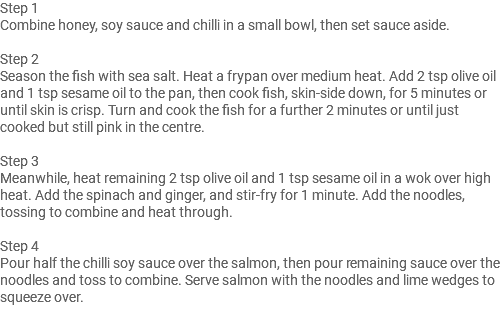 Step 1
Combine honey, soy sauce and chilli in a small bowl, then set sauce aside.
Step 2
Season the fish with sea salt. Heat a frypan over medium heat. Add 2 tsp olive oil
and 1 tsp sesame oil to the pan, then cook fish, skin-side down, for 5 minutes or
until skin is crisp. Turn and cook the fish for a further 2 minutes or until just
cooked but still pink in the centre.
Step 3
Meanwhile, heat remaining 2 tsp olive oil and 1 tsp sesame oil in a wok over high
heat. Add the spinach and ginger, and stir-fry for 1 minute. Add the noodles,
tossing to combine and heat through.
Step 4
Pour half the chilli soy sauce over the salmon, then pour remaining sauce over the
noodles and toss to combine. Serve salmon with the noodles and lime wedges to
squeeze over.